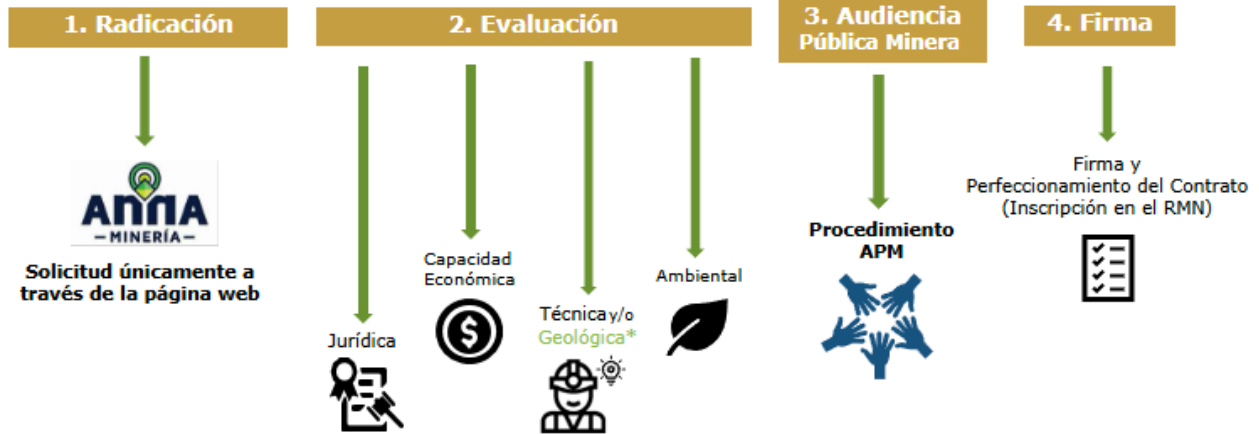 1. Radicación
ANNA
—MINERÍA—
Solicitud únicamente a
través de la página web
2. Evaluación
Jurídica
Capacidad
Económica
$
Técnica y/o
Geológica*
Ambiental
3. Audiencia
Pública Minera
Procedimiento
APM
4. Firma
Firma y
Perfeccionamiento del Contrato
(Inscripción en el RMN)